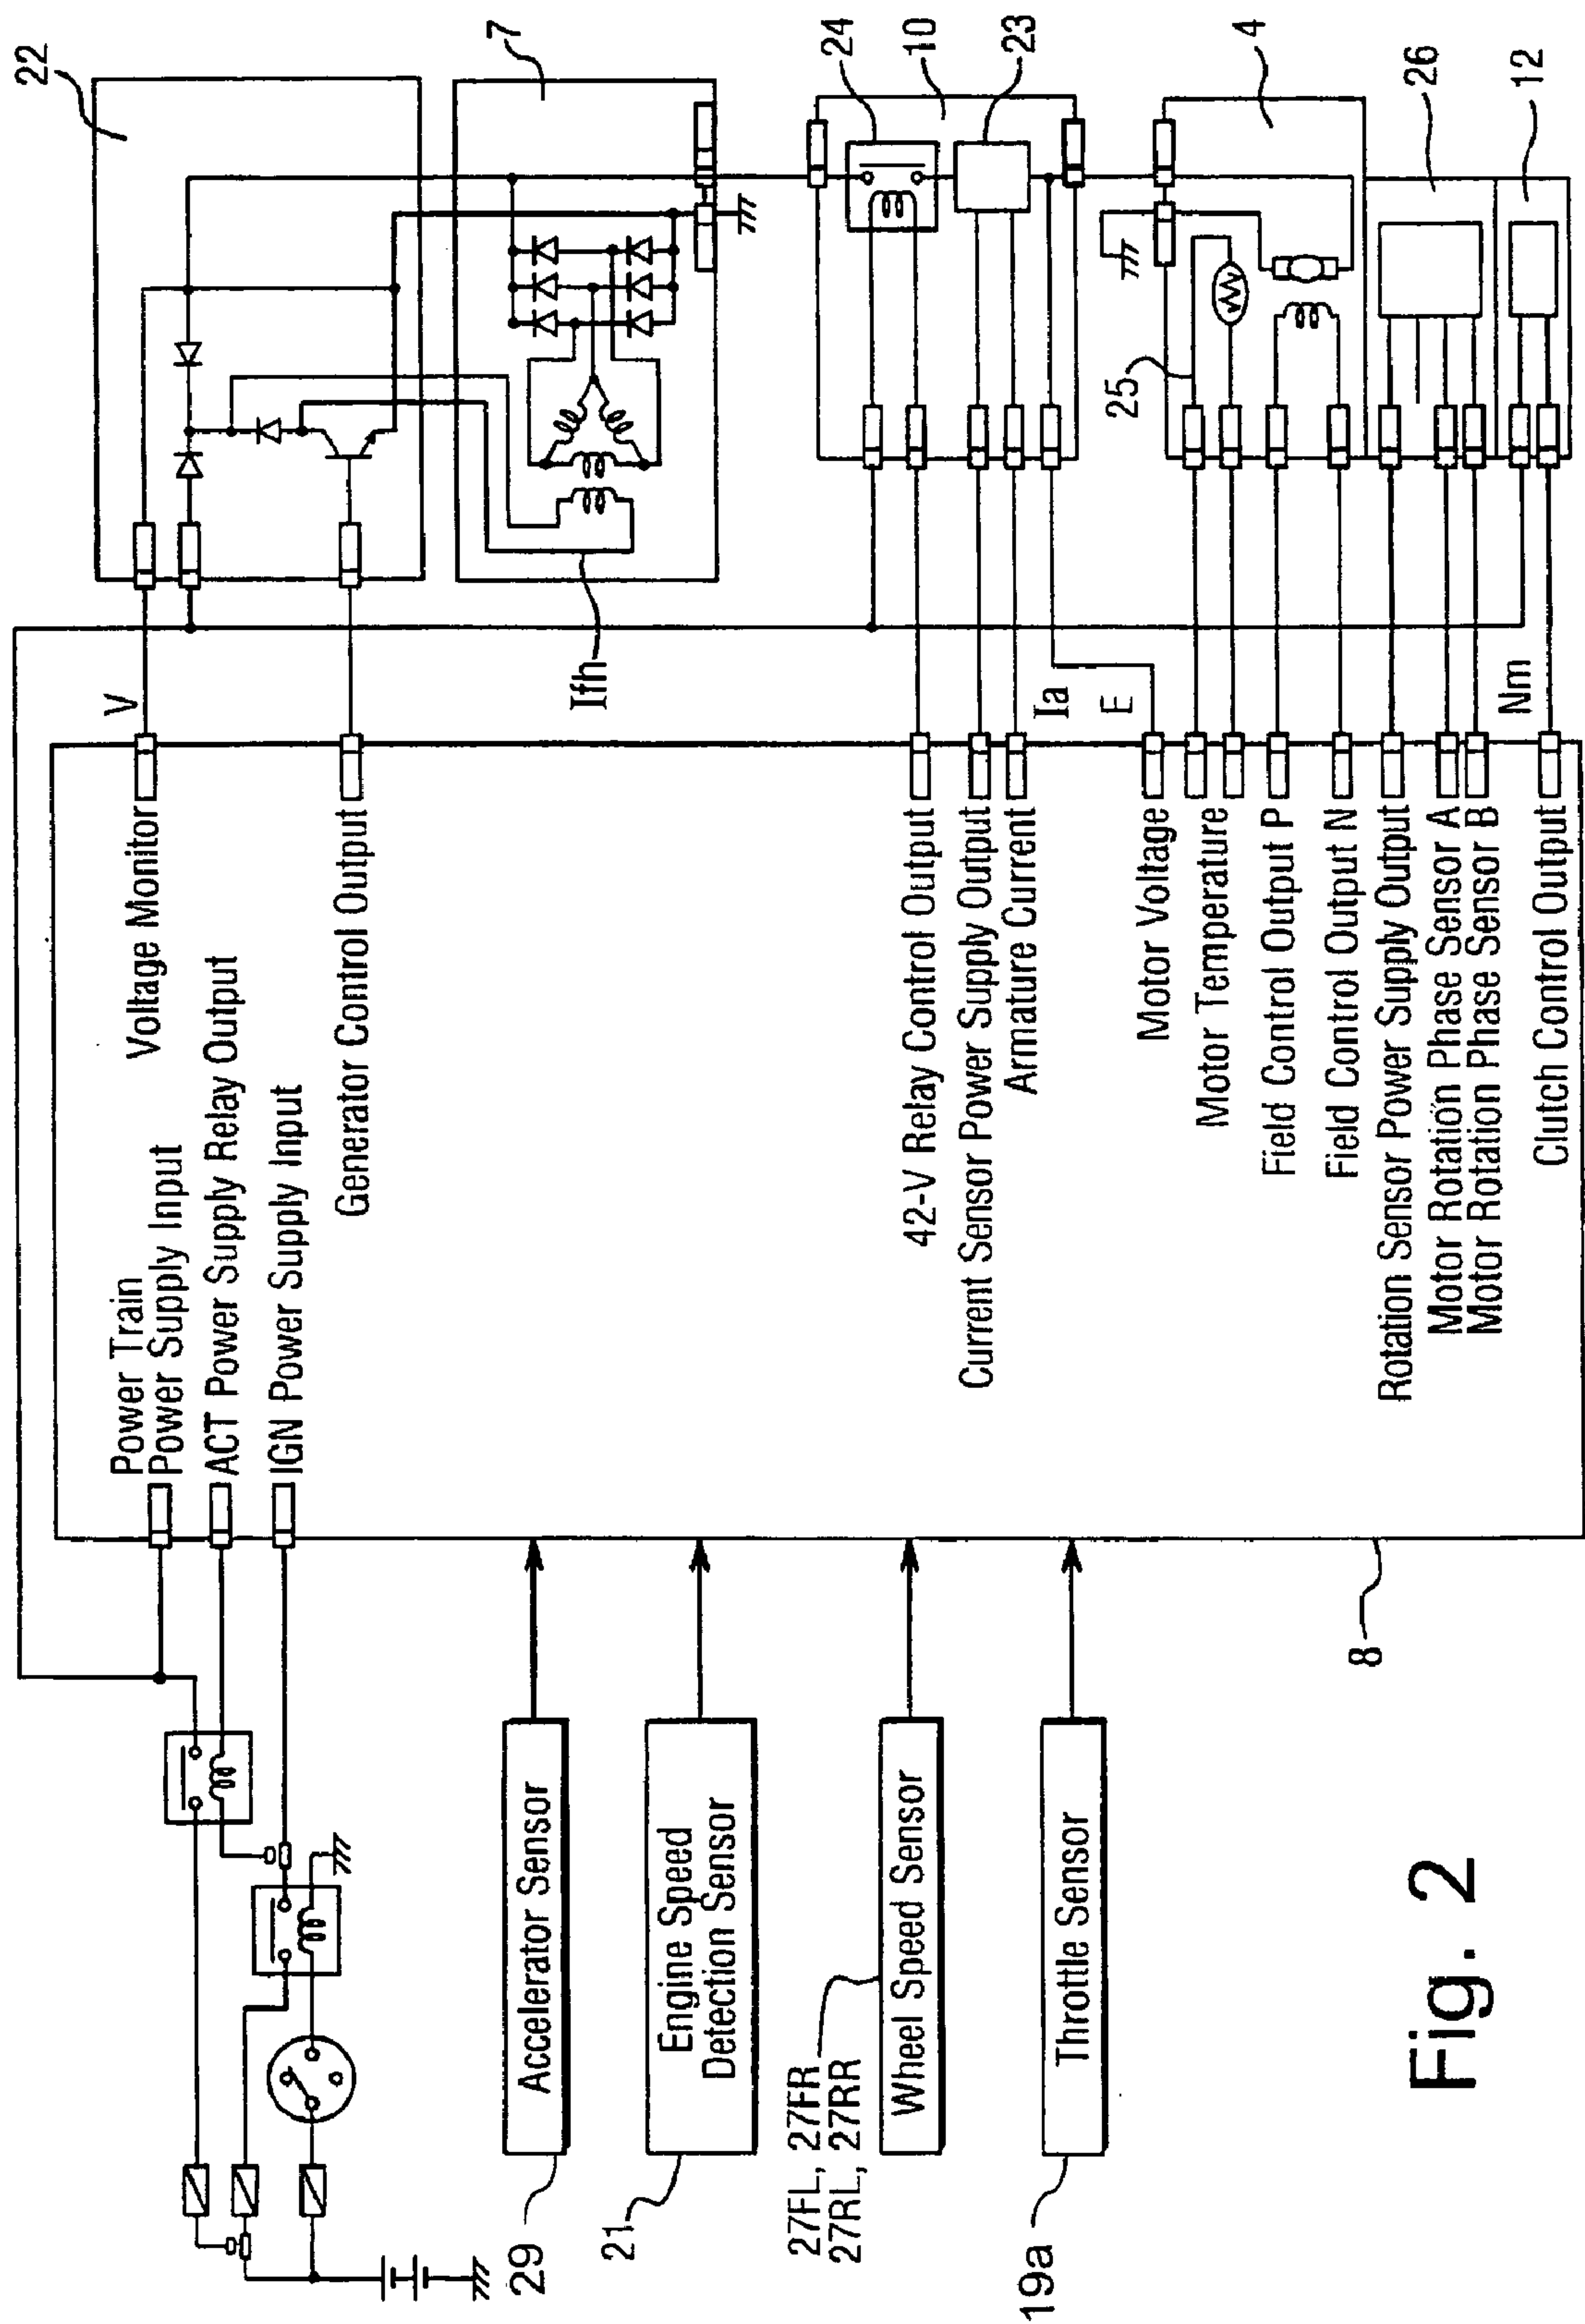 22
7
24
10
23
4
26
12
25
V
Ifh
Ia
E
Nm
Power Train
Power Supply Input
ACT Power Supply Relay Output
IGN Power Supply Input
Voltage Monitor
Generator Control Output
42-V Relay Control Output
Current Sensor Power Supply Output
Armature Current
Motor Voltage
Motor Temperature
Field Control Output P
Field Control Output N
Rotation Sensor Power Supply Output
Motor Rotation Phase Sensor A
Motor Rotation Phase Sensor B
Clutch Control Output
8
Accelerator Sensor
29
Engine Speed
Detection Sensor
21
Wheel Speed Sensor
27FL, 27FR
27RL, 27RR
Throttle Sensor
19a
Fig. 2